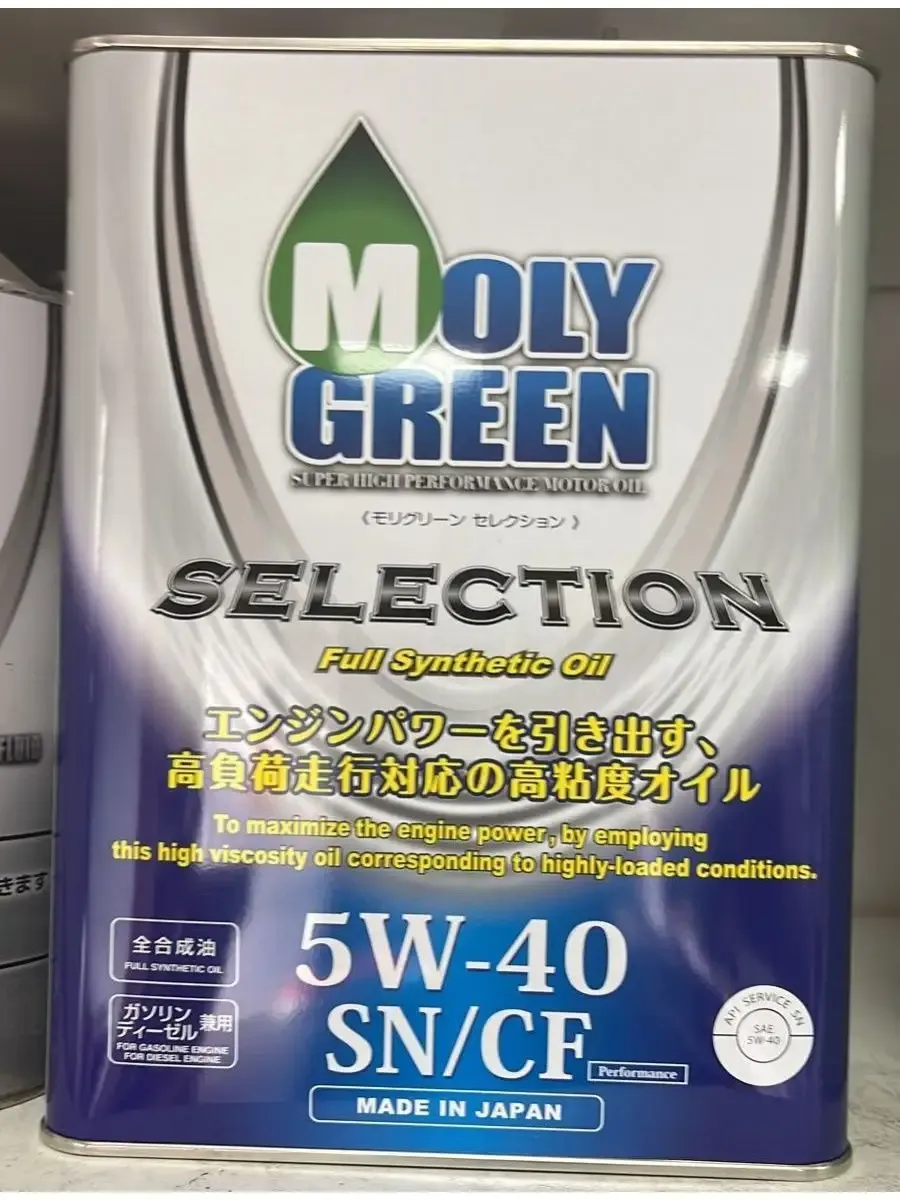 MOLY
GREEN
SUPER HIGH PERFORMANCE MOTOR OIL
《モリグリーン セレクション》
SELECTION
Full Synthetic Oil
エンジンパワーを引き出す、
高負荷走行対応の高粘度オイル
To maximize the engine power, by employing
this high viscosity oil corresponding to highly-loaded conditions.
きます
全合成油
FULL SYNTHETIC OIL
ガソリン
ディーゼル 兼用
FOR GASOLINE ENGINE
FOR DIESEL ENGINE
5W-40
SN/CF
Performance
MADE IN JAPAN
API SERVICE SN
SAE
5W-40